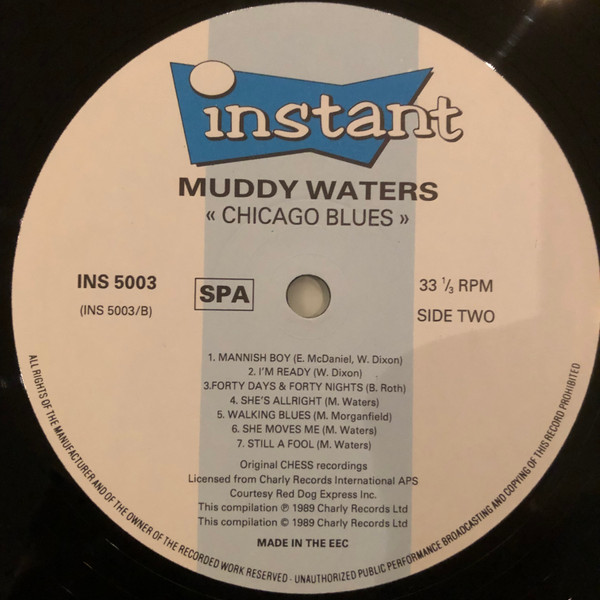 instant
MUDDY WATERS
« CHICAGO BLUES »
INS 5003
(INS 5003/B)
SPA
33 ⅓ RPM
SIDE TWO
1. MANNISH BOY (E. McDaniel, W. Dixon)
2. I'M READY (W. Dixon)
3.FORTY DAYS & FORTY NIGHTS (B. Roth)
4. SHE'S ALLRIGHT (M. Waters)
5. WALKING BLUES (M. Morganfield)
6. SHE MOVES ME (M. Waters)
7. STILL A FOOL (M. Waters)
Original CHESS recordings
Licensed from Charly Records International APS
Courtesy Red Dog Express Inc.
This compilation ℗ 1989 Charly Records Ltd
This compilation © 1989 Charly Records Ltd
MADE IN THE EEC
ALL RIGHTS OF THE MANUFACTURER AND OF THE OWNER OF THE RECORDED WORK RESERVED - UNAUTHORIZED PUBLIC PERFORMANCE BROADCASTING AND COPYING OF THIS RECORD PROHIBITED